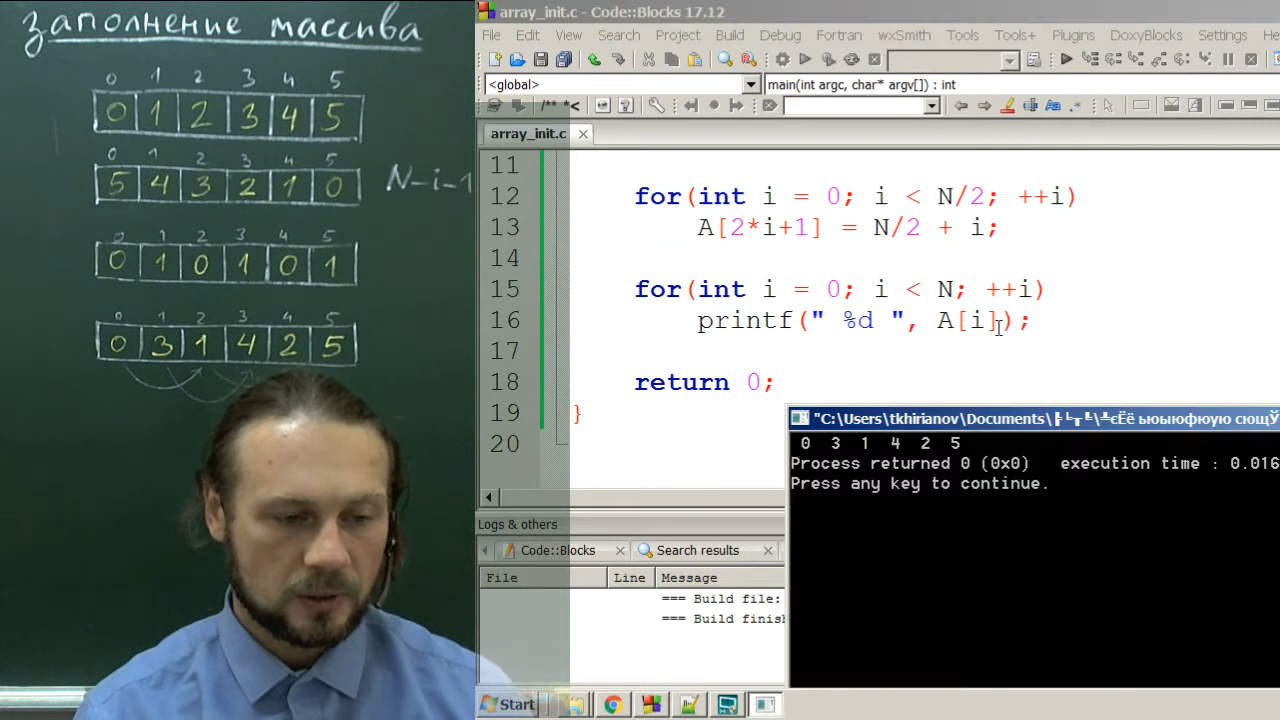 заполнение массива
0 1 2 3 4 5
0 1 2 3 4 5
0 1 2 3 4 5
5 4 3 2 1 0 N-i-1
0 1 2 3 4 5
0 1 0 1 0 1
0 1 2 3 4 5
0 3 1 4 2 5
array_init.c - Code::Blocks 17.12
File Edit View Search Project Build Debug Fortran wxSmith Tools Tools+ Plugins DoxyBlocks Settings
<global> main(int argc, char* argv[]) : int
/** *<
array_init.c
11
12 for(int i = 0; i < N/2; ++i)
13 A[2*i+1] = N/2 + i;
14
15 for(int i = 0; i < N; ++i)
16 printf(" %d ", A[i]);
17
18 return 0;
19 }
20
"C:\Users\tkhirianov\Documents\
0 3 1 4 2 5
Process returned 0 (0x0) execution time : 0.016
Press any key to continue.
Logs & others
Code::Blocks Search results
File Line Message
=== Build file:
=== Build finish
Start